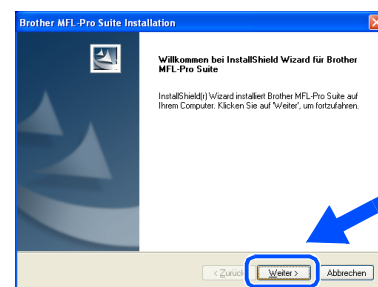 Brother MFL-Pro Suite Installation
Willkommen bei InstallShield Wizard für Brother
MFL-Pro Suite
InstallShield(r) Wizard installiert Brother MFL-Pro Suite auf
Ihrem Computer. Klicken Sie auf 'Weiter', um fortzufahren.
< Zurück Weiter > Abbrechen